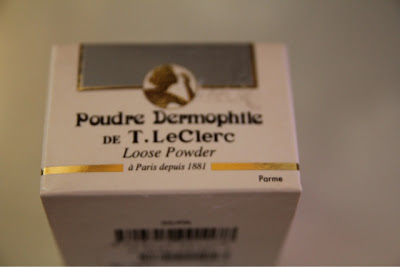 Poudre Dermophile
DE T. LeClerc
Loose Powder
à Paris depuis 1881
Parme